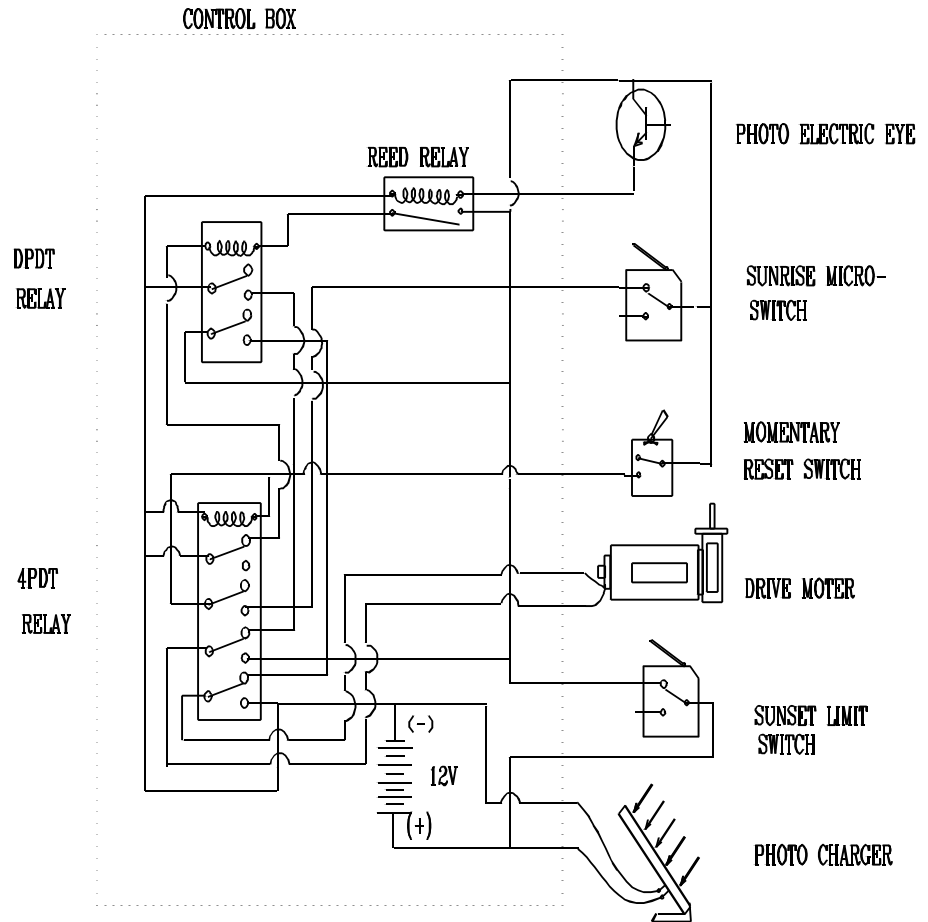 CONTROL BOX
PHOTO ELECTRIC EYE
REED RELAY
DPDT
RELAY
SUNRISE MICRO-
SWITCH
MOMENTARY
RESET SWITCH
4PDT
RELAY
DRIVE MOTER
SUNSET LIMIT
SWITCH
(-)
12V
(+)
PHOTO CHARGER